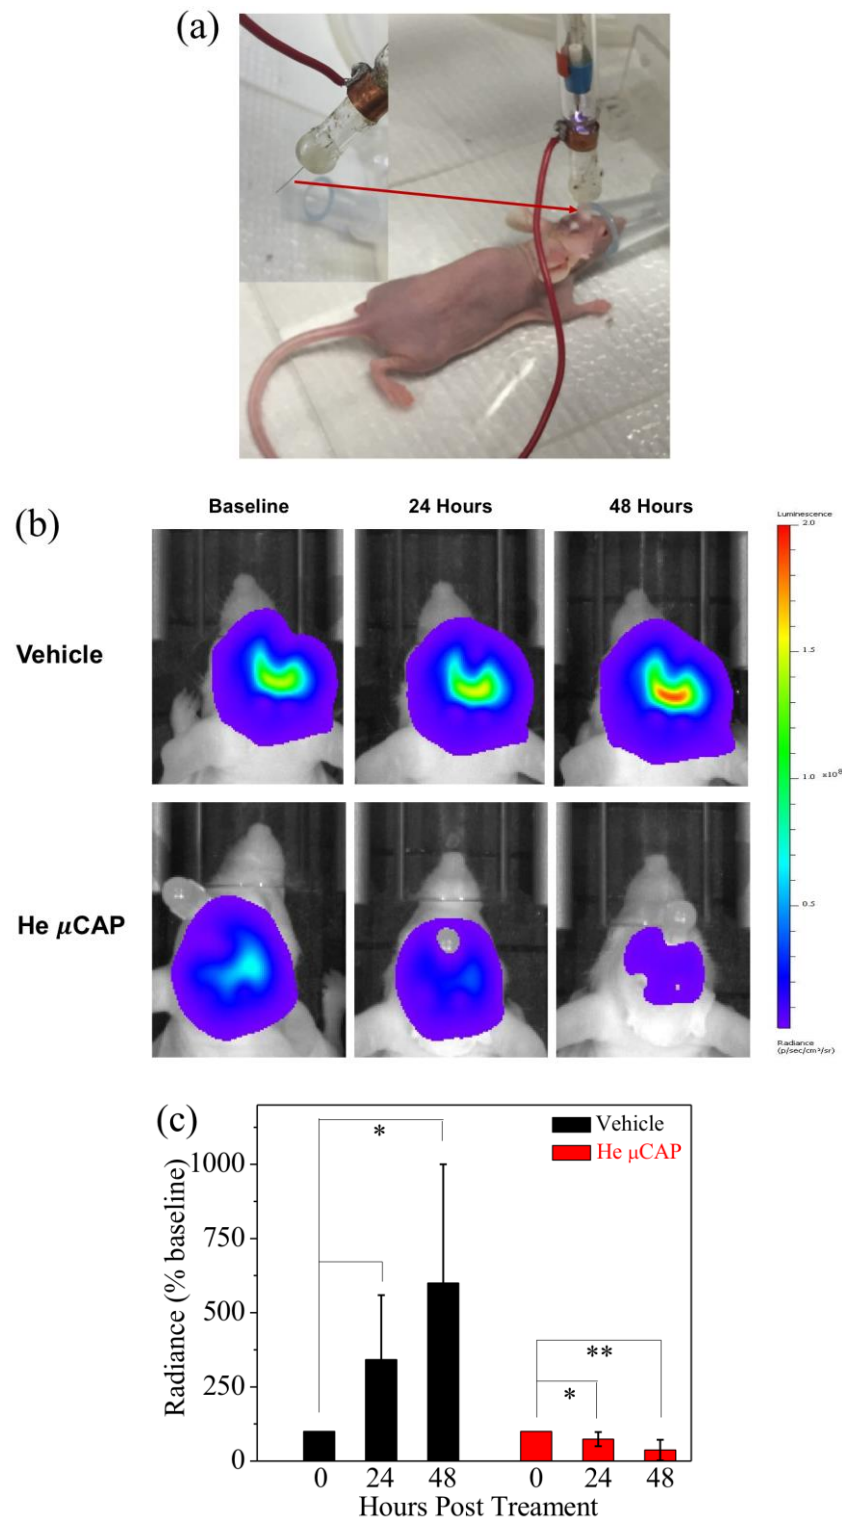 (a)
(b)
Baseline 24 Hours 48 Hours
Vehicle
He μCAP
Luminescence
2.0
1.5
1.0 x10⁸
0.5
Radiance
(p/sec/cm²/sr)
(c)
Radiance (% baseline)
1000
750
500
250
0
* 
** 
*
Vehicle
He μCAP
0 24 48 0 24 48
Hours Post Treament